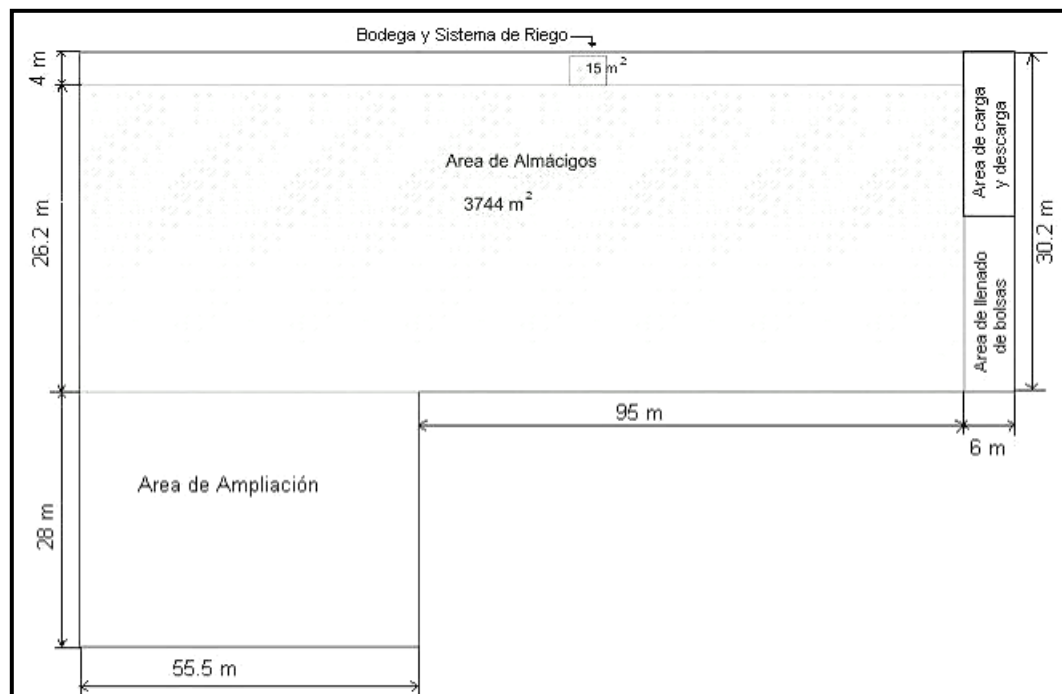 Bodega y Sistema de Riego
15 m²
4 m
Area de Almácigos
3744 m²
26.2 m
Area de carga
y descarga
30.2 m
Area de llenado
de bolsas
95 m
6 m
Area de Ampliación
28 m
55.5 m